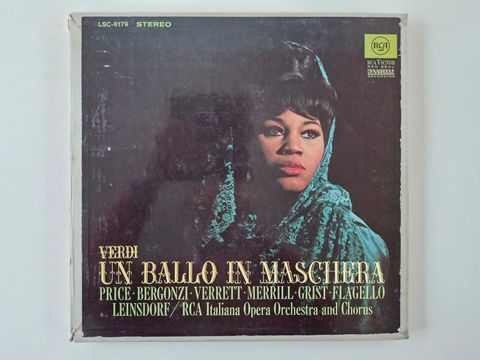 LSC-6179 STEREO
RCA
RCA VICTOR
RED SEAL
DYNAGROOVE
RECORDING
VERDI
UN BALLO IN MASCHERA
PRICE·BERGONZI·VERRETT·MERRILL·GRIST·FLAGELLO
LEINSDORF/RCA Italiana Opera Orchestra and Chorus